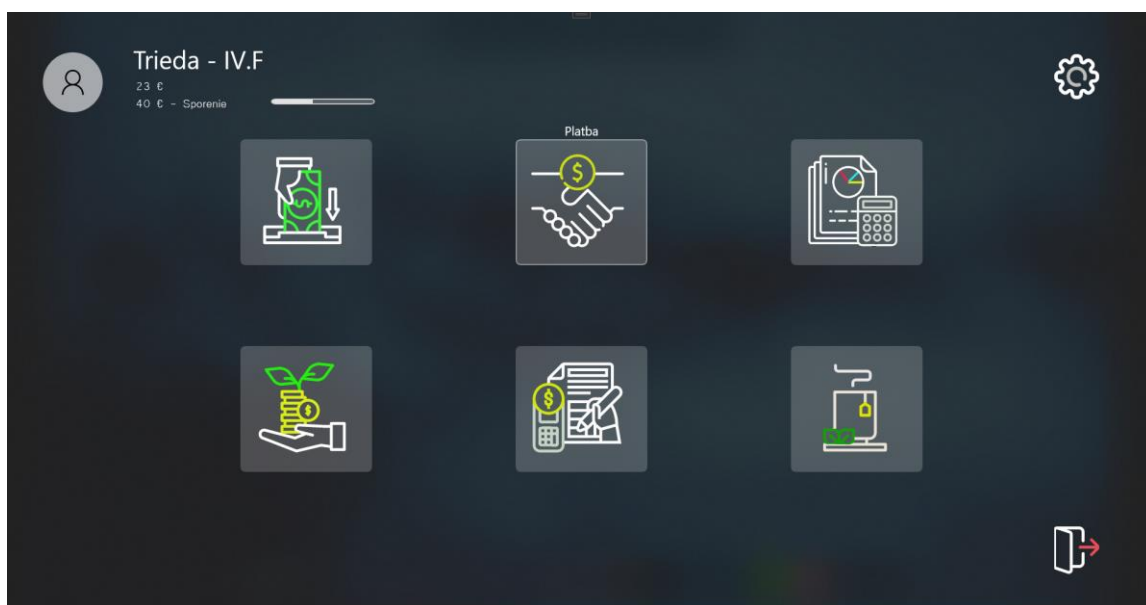 Trieda - IV.F
23 €
40 € - Sporenie
Platba